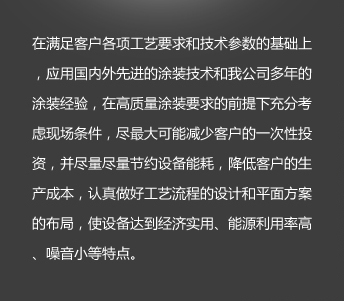 在满足客户各项工艺要求和技术参数的基础上
，应用国内外先进的涂装技术和我公司多年的
涂装经验，在高质量涂装要求的前提下充分考
虑现场条件，尽最大可能减少客户的一次性投
资，并尽量尽量节约设备能耗，降低客户的生
产成本，认真做好工艺流程的设计和平面方案
的布局，使设备达到经济实用、能源利用率高
、噪音小等特点。